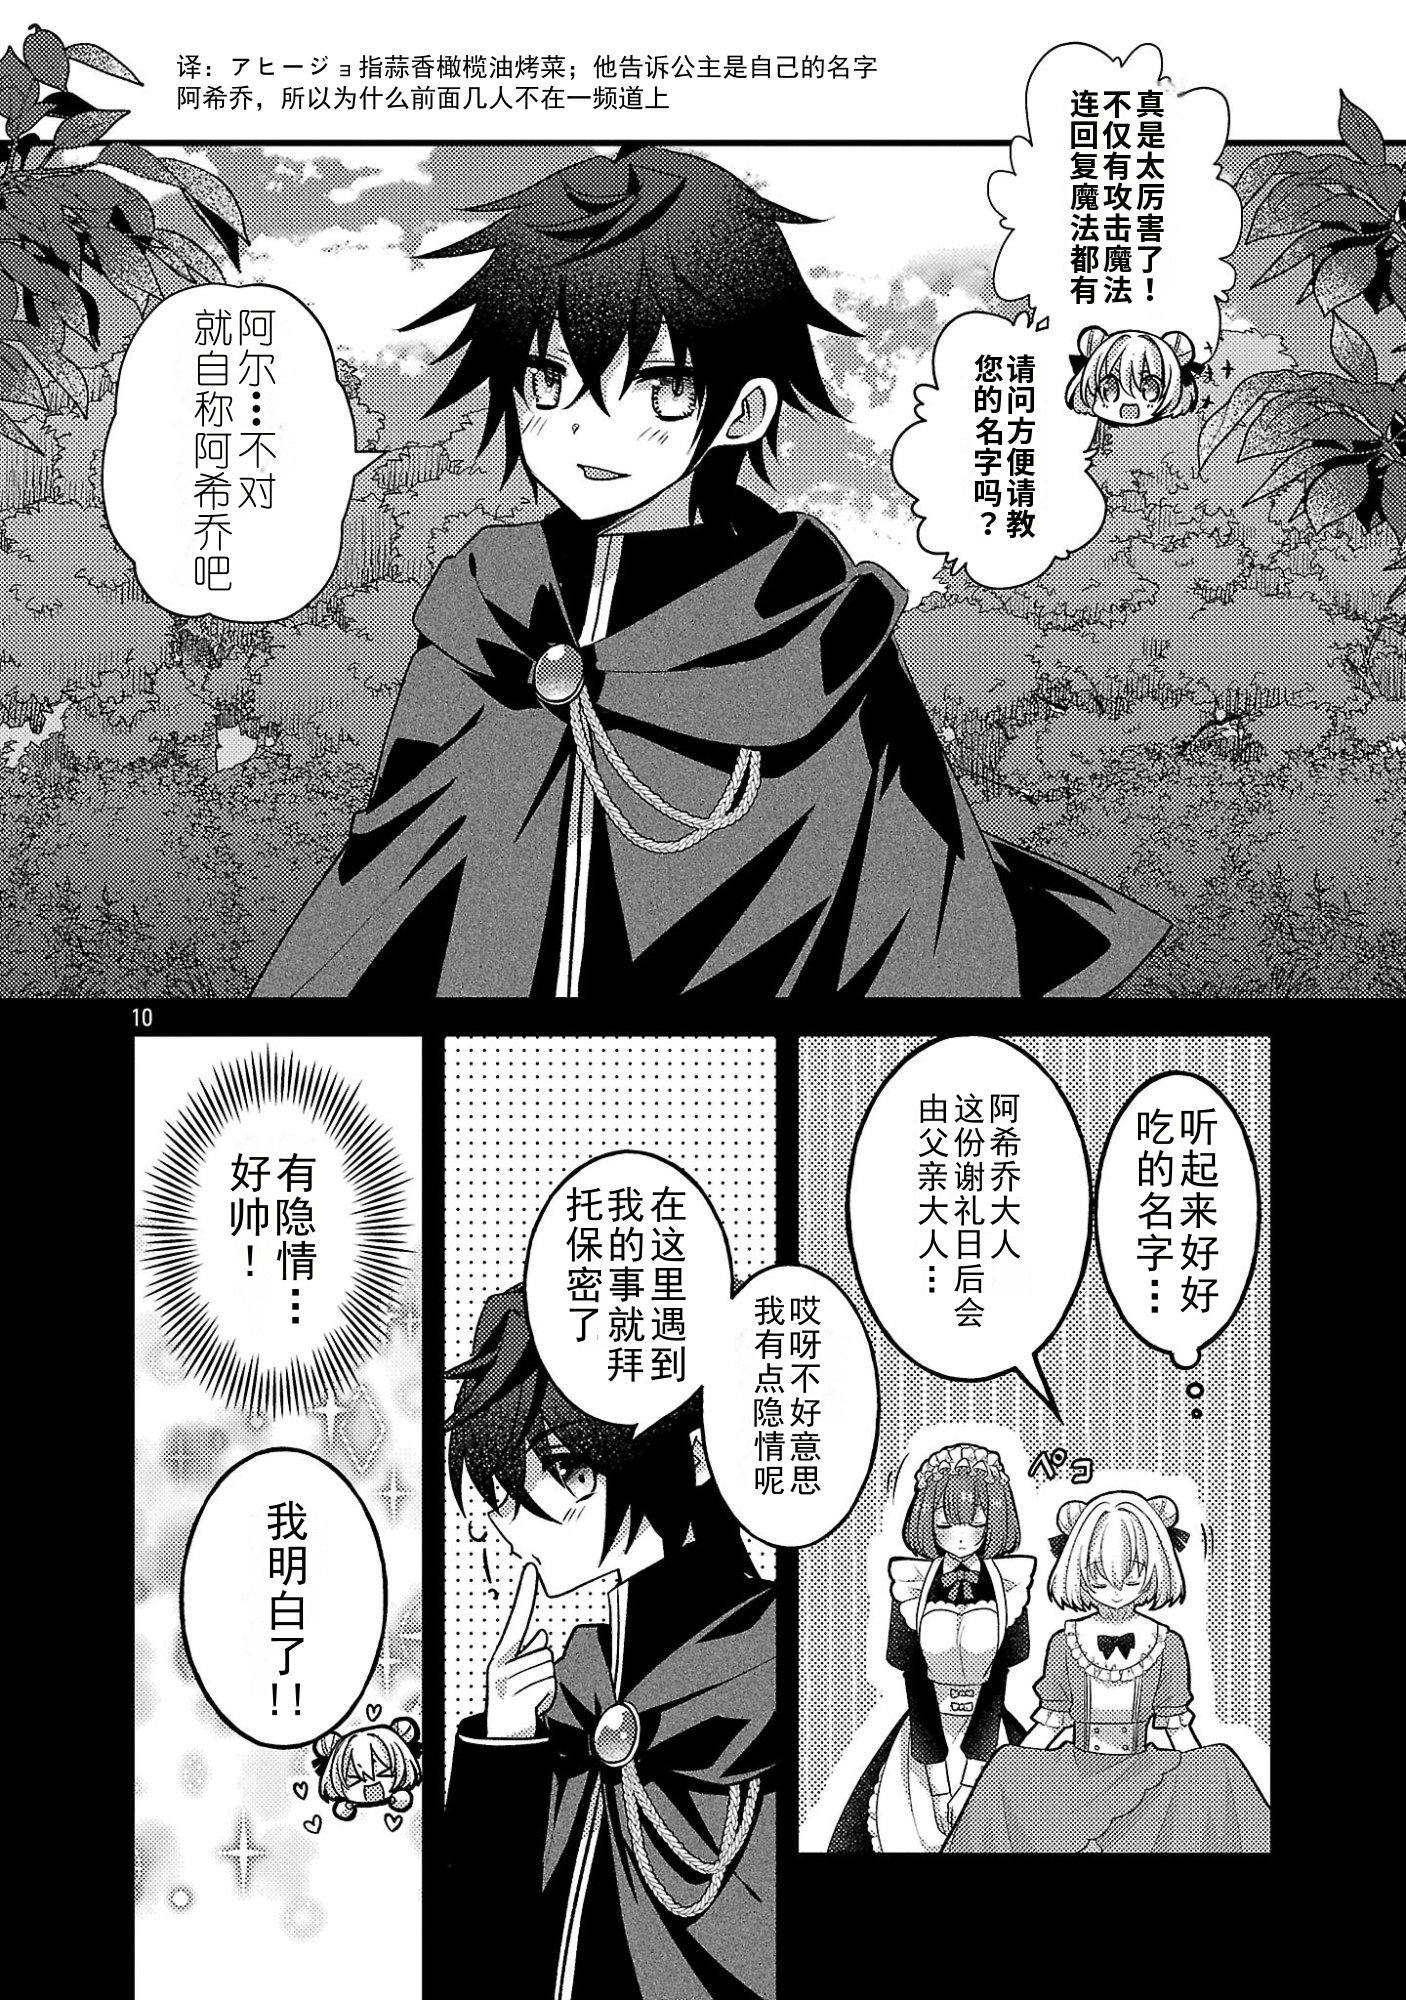 译：アヒージョ指蒜香橄榄油烤菜；他告诉公主是自己的名字
阿希乔，所以为什么前面几人不在一频道上
真是太厉害了！
不仅有攻击魔法
连回复魔法都有
请问方便请教
您的名字吗？
阿尔…不对
就自称阿希乔吧
10
听起来好好
吃的名字…
阿希乔大人
这份谢礼日后会
由父亲大人…
ペコ
哎呀不好意思
我有点隐情呢
在这里遇到
我的事就拜
托保密了
有隐情…
好帅！
我明白了!!